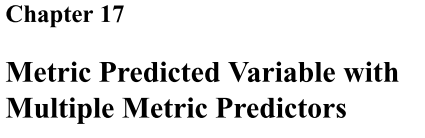 Chapter 17
Metric Predicted Variable with
Multiple Metric Predictors